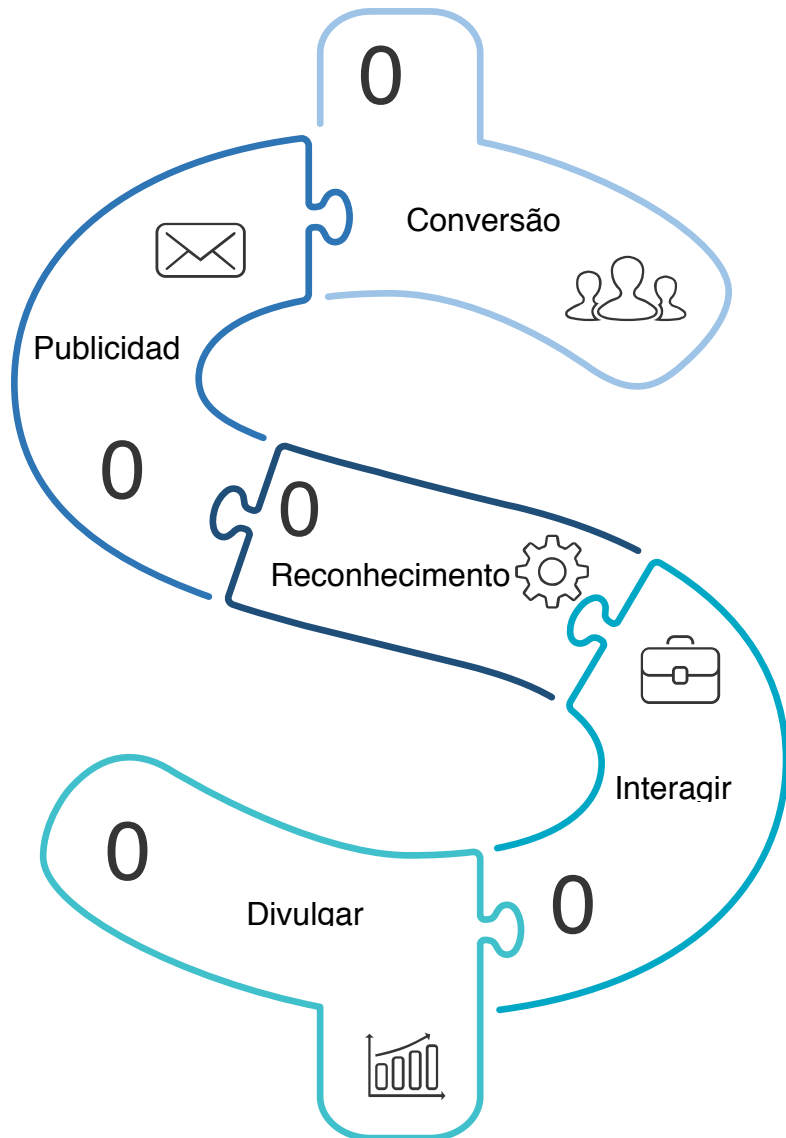 0
Conversão
Publicidad
0
0
Reconhecimento
Interagir
0
Divulgar
0